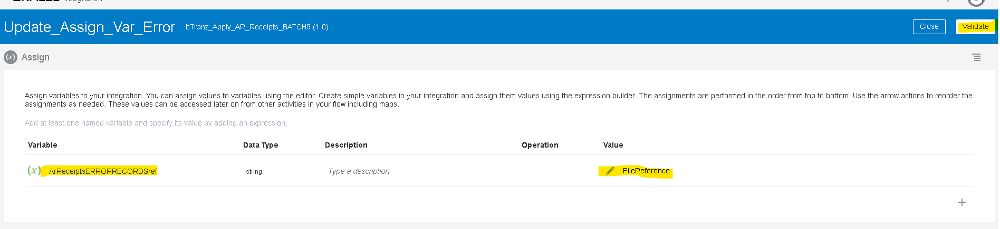 Update_Assign_Var_Error bTranz_Apply_AR_Receipts_BATCH9 (1.0) Close Validate
(x) Assign
Assign variables to your integration. You can assign values to variables using the editor. Create simple variables in your integration and assign them values using the expression builder. The assignments are performed in the order from top to bottom. Use the arrow actions to reorder the
assignments as needed. These values can be accessed later on from other activities in your flow including maps.
Add at least one named variable and specify its value by adding an expression.
Variable Data Type Description Operation Value
(x) ArReceiptsERRORRECORDSref string Type a description FileReference